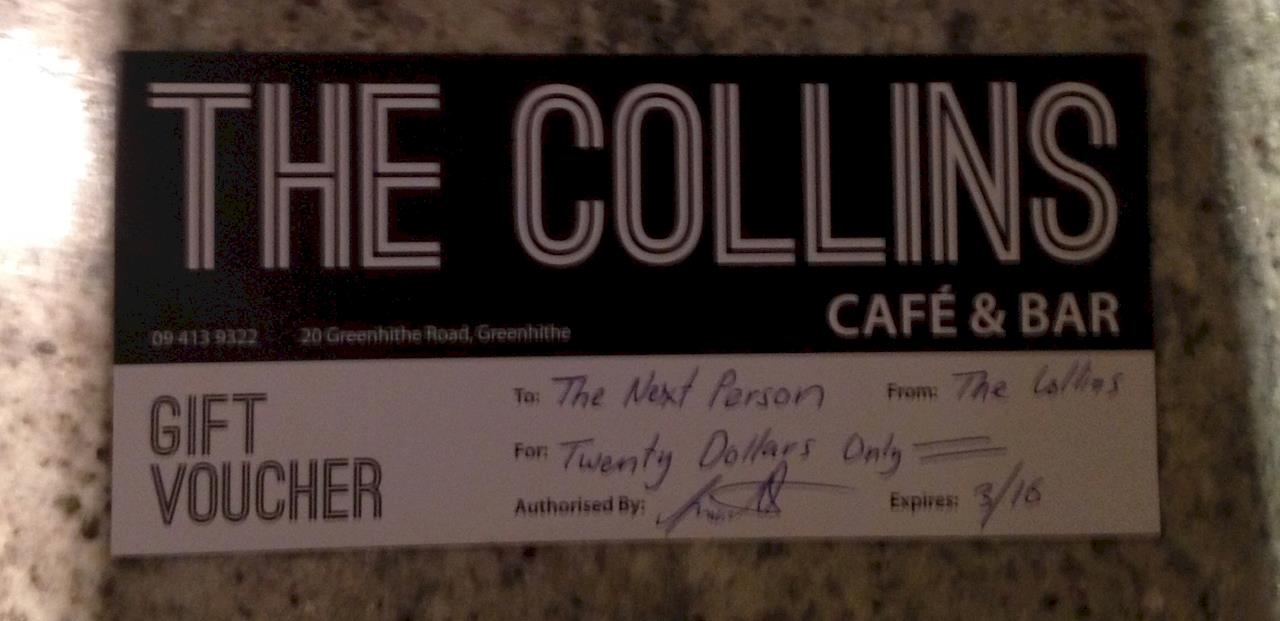 THE COLLINS
CAFÉ & BAR
09 413 9322 20 Greenhithe Road, Greenhithe
GIFT
VOUCHER
To: The Next Person From: The Collins
For: Twenty Dollars Only
Authorised By: Expires: 3/16